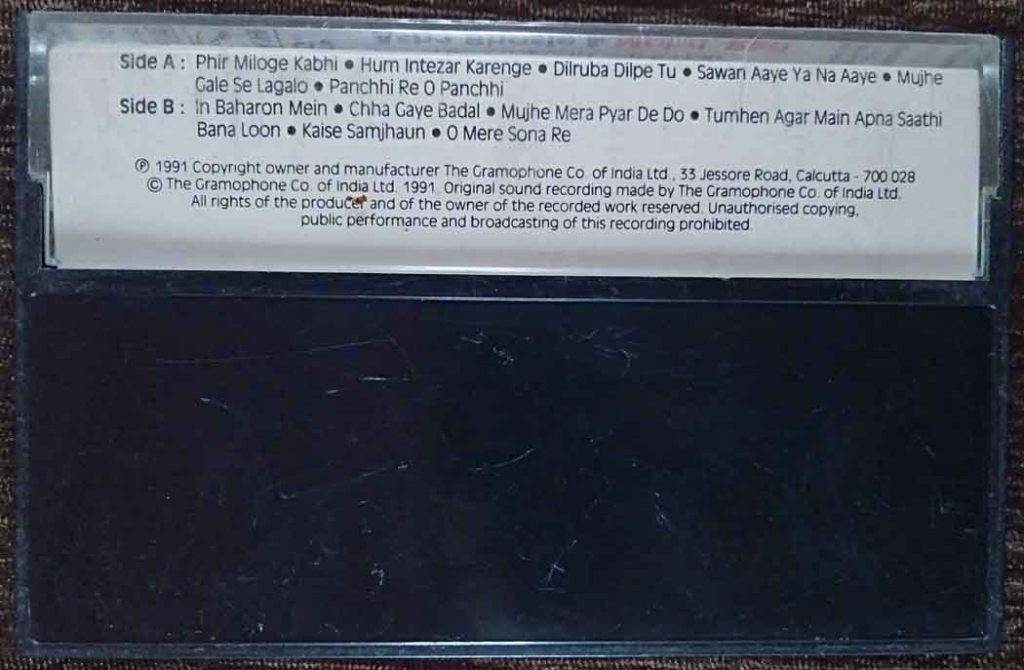 Side A : Phir Miloge Kabhi ● Hum Intezar Karenge ● Dilruba Dilpe Tu ● Sawan Aaye Ya Na Aaye ● Mujhe
Gale Se Lagalo ● Panchhi Re O Panchhi
Side B : In Baharon Mein ● Chha Gaye Badal ● Mujhe Mera Pyar De Do ● Tumhen Agar Main Apna Saathi
Bana Loon ● Kaise Samjhaun ● O Mere Sona Re
℗ 1991 Copyright owner and manufacturer The Gramophone Co. of India Ltd., 33 Jessore Road, Calcutta - 700 028
© The Gramophone Co. of India Ltd. 1991. Original sound recording made by The Gramophone Co. of India Ltd.
All rights of the producer and of the owner of the recorded work reserved. Unauthorised copying,
public performance and broadcasting of this recording prohibited.